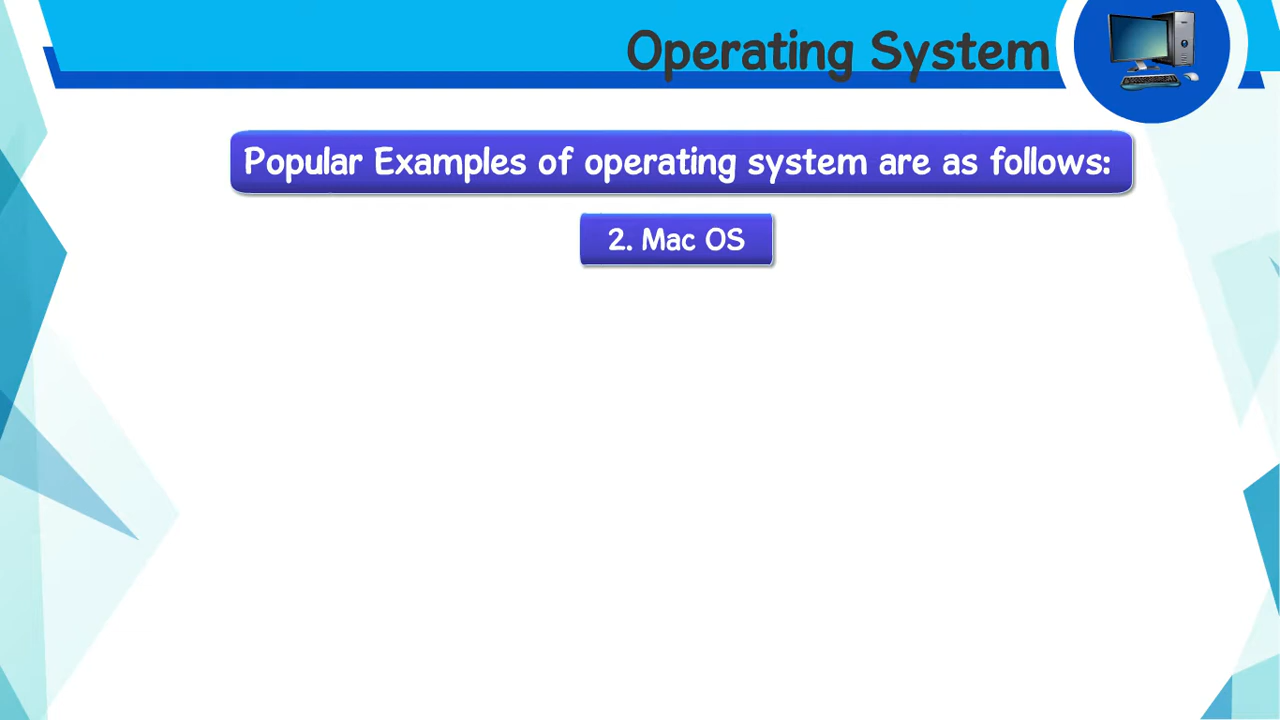 Operating System
Popular Examples of operating system are as follows:
2. Mac OS